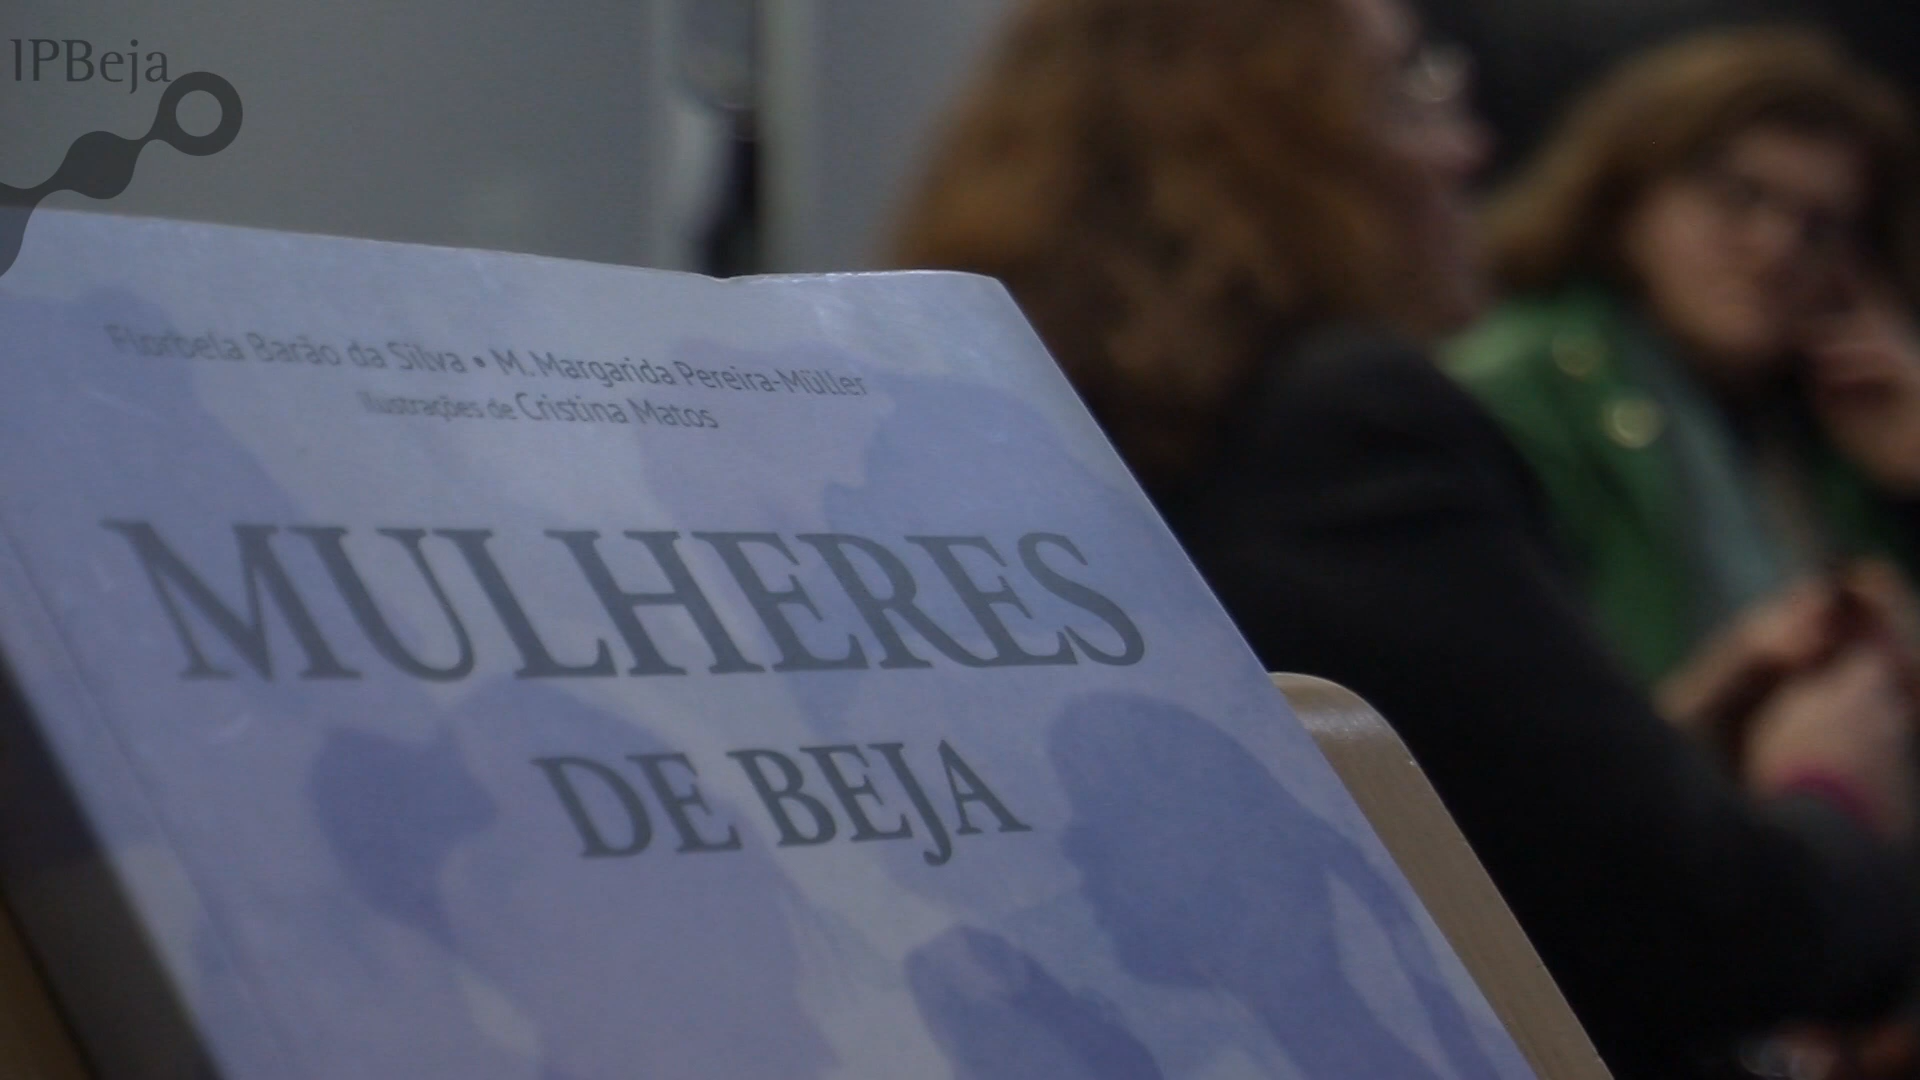 IPBeja
Florbela Barão da Silva • M. Margarida Pereira-Müller
Ilustrações de Cristina Matos
MULHERES
DE BEJA